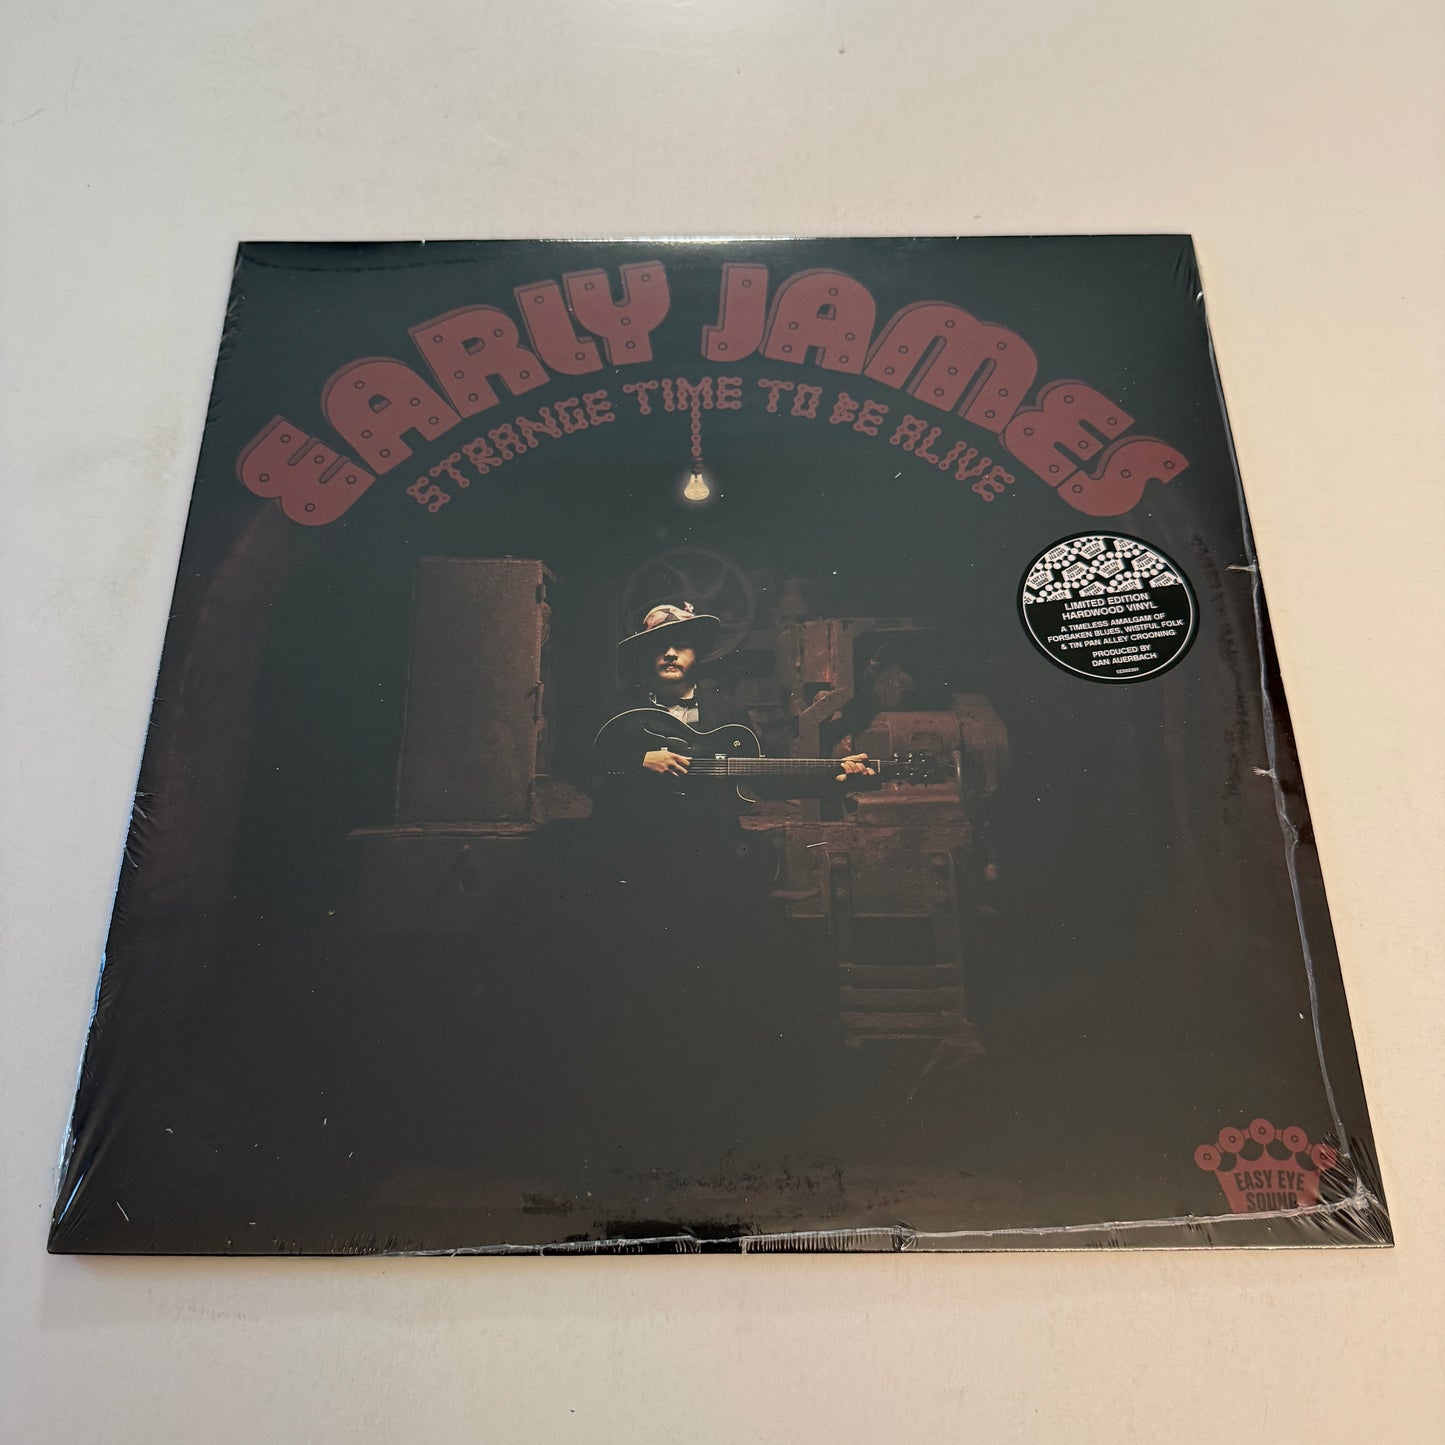 EARLY JAMES
STRANGE TIME TO BE ALIVE
LIMITED EDITION
HARDWOOD VINYL
A TIMELESS AMALGAM OF
FORSAKEN BLUES, WISTFUL FOLK
& TIN PAN ALLEY CROONING.
PRODUCED BY
DAN AUERBACH
EASY EYE
SOUND